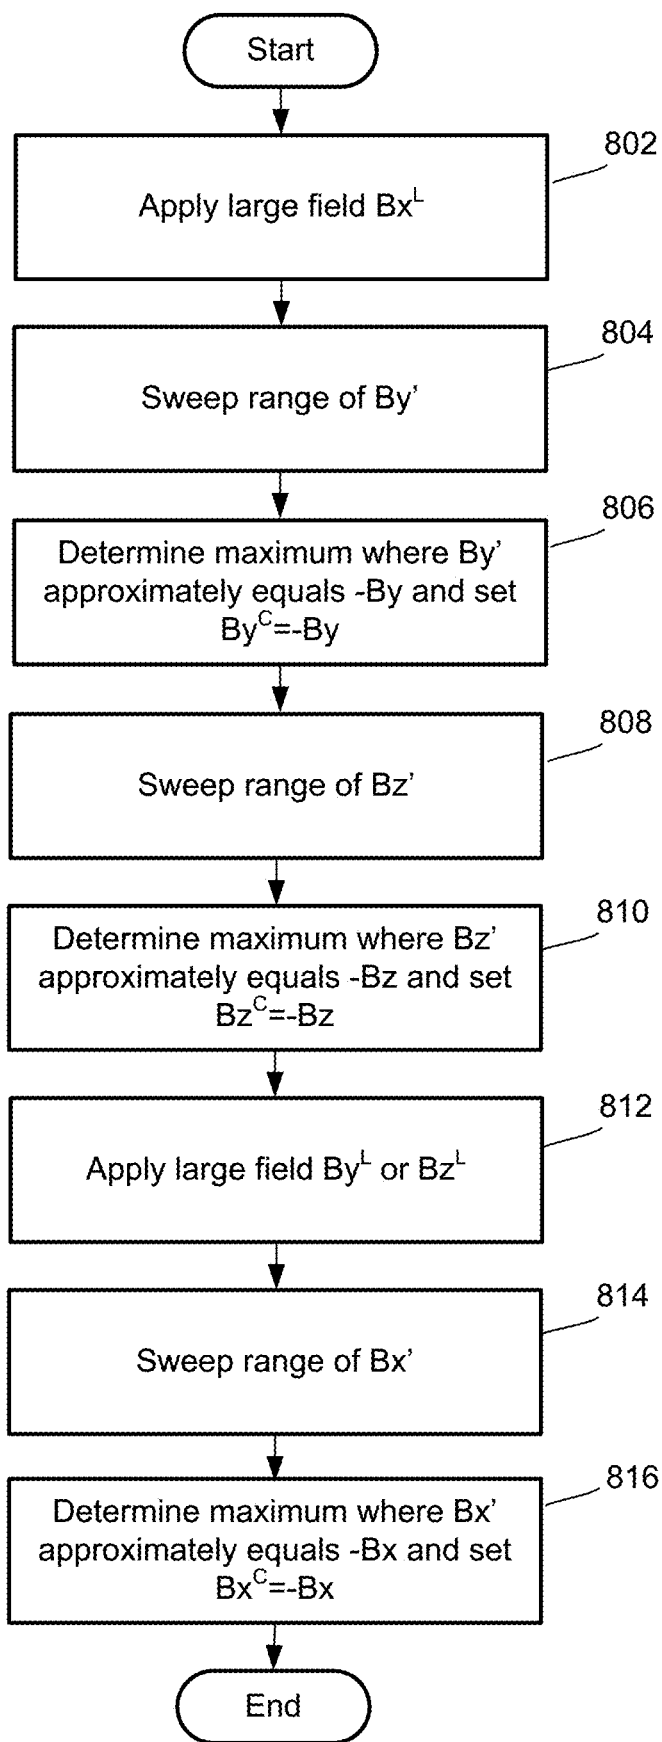 Start
802
Apply large field Bx^L
804
Sweep range of By’
806
Determine maximum where By’
approximately equals -By and set
By^C=-By
808
Sweep range of Bz’
810
Determine maximum where Bz’
approximately equals -Bz and set
Bz^C=-Bz
812
Apply large field By^L or Bz^L
814
Sweep range of Bx’
816
Determine maximum where Bx’
approximately equals -Bx and set
Bx^C=-Bx
End